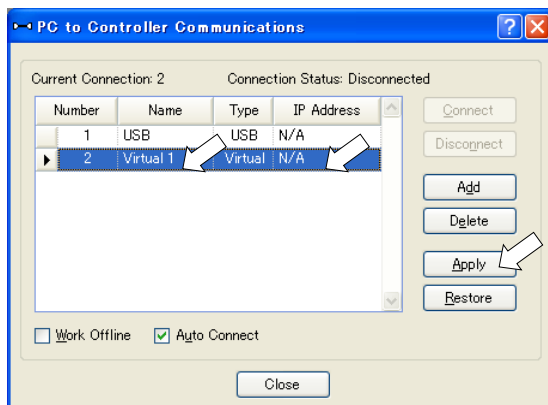 PC to Controller Communications
Current Connection: 2 Connection Status: Disconnected
Number Name Type IP Address
1 USB USB N/A
2 Virtual 1 Virtual N/A
Connect
Disconnect
Add
Delete
Apply
Restore
Work Offline Auto Connect
Close